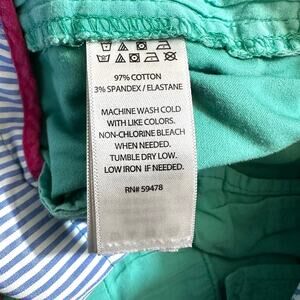 97% COTTON
3% SPANDEX / ELASTANE
MACHINE WASH COLD
WITH LIKE COLORS.
NON-CHLORINE BLEACH
WHEN NEEDED.
TUMBLE DRY LOW.
LOW IRON IF NEEDED.
RN# 59478